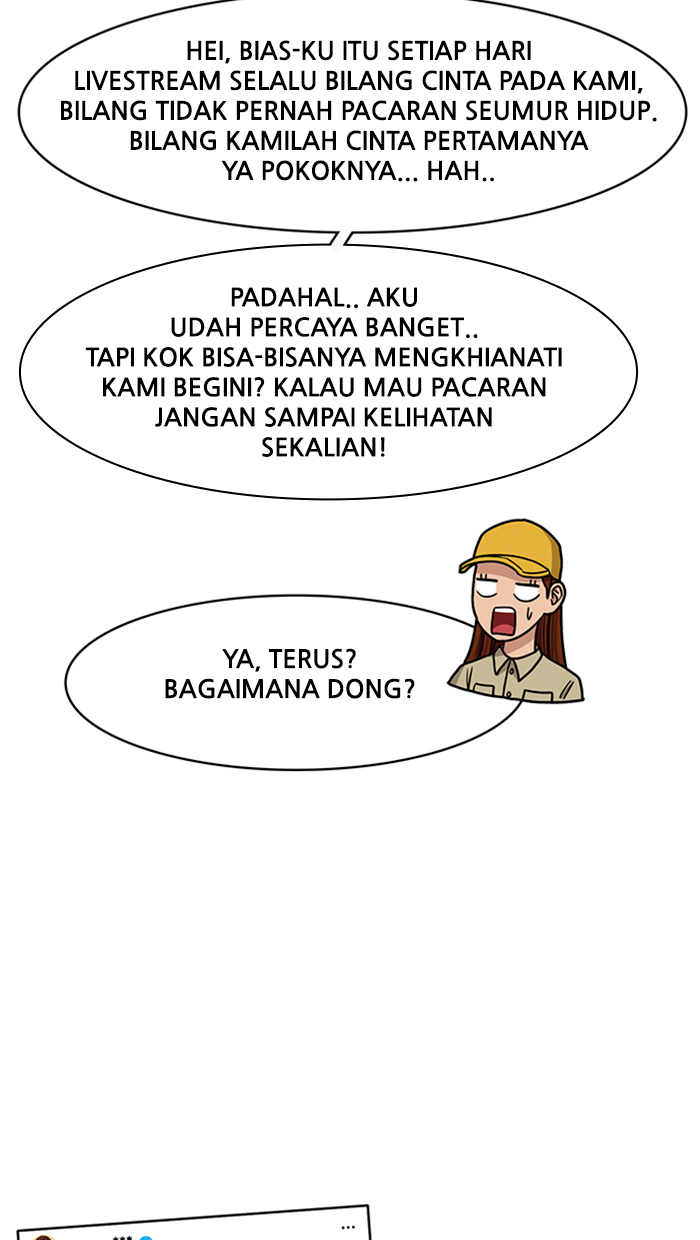 HEI, BIAS-KU ITU SETIAP HARI
LIVESTREAM SELALU BILANG CINTA PADA KAMI,
BILANG TIDAK PERNAH PACARAN SEUMUR HIDUP.
BILANG KAMILAH CINTA PERTAMANYA
YA POKOKNYA... HAH..
PADAHAL.. AKU
UDAH PERCAYA BANGET..
TAPI KOK BISA-BISANYA MENGKHIANATI
KAMI BEGINI? KALAU MAU PACARAN
JANGAN SAMPAI KELIHATAN
SEKALIAN!
YA, TERUS?
BAGAIMANA DONG?